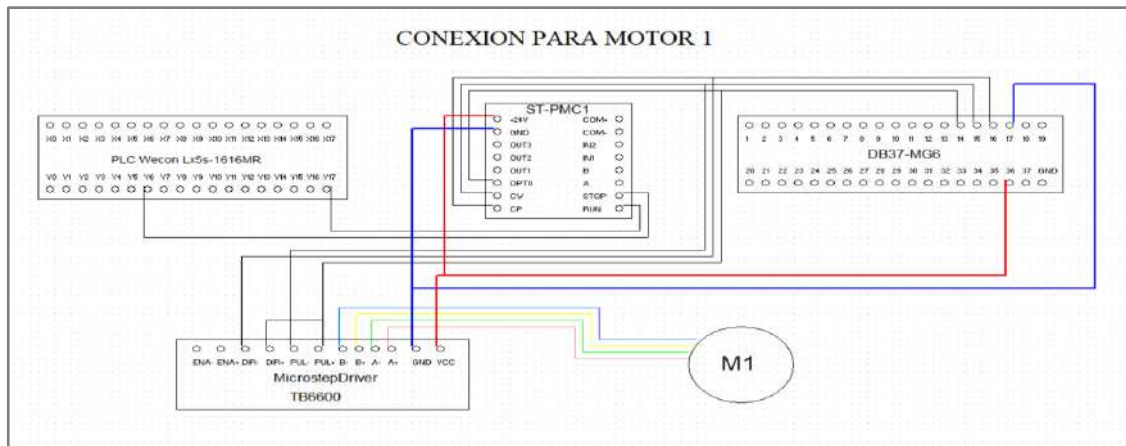 CONEXION PARA MOTOR 1
ST-PMC1
+24V COM+
GND COM-
OUT3 IN2
OUT2 IN1
OUT1 B
OPTO A
CW STOP
CP RUN
X0 X1 X2 X3 X4 X5 X6 X7 X10 X11 X12 X13 X14 X15 X16 X17
PLC Wecon Lx5s-1616MR
Y0 Y1 Y2 Y3 Y4 Y5 Y6 Y7 Y10 Y11 Y12 Y13 Y14 Y15 Y16 Y17
1 2 3 4 5 6 7 8 9 10 11 12 13 14 15 16 17 18 19
DB37-MG6
20 21 22 23 24 25 26 27 28 29 30 31 32 33 34 35 36 37 GND
ENA- ENA+ DIR- DIR+ PUL- PUL+ B- B+ A- A+ GND VCC
MicrostepDriver
TB6600
M1